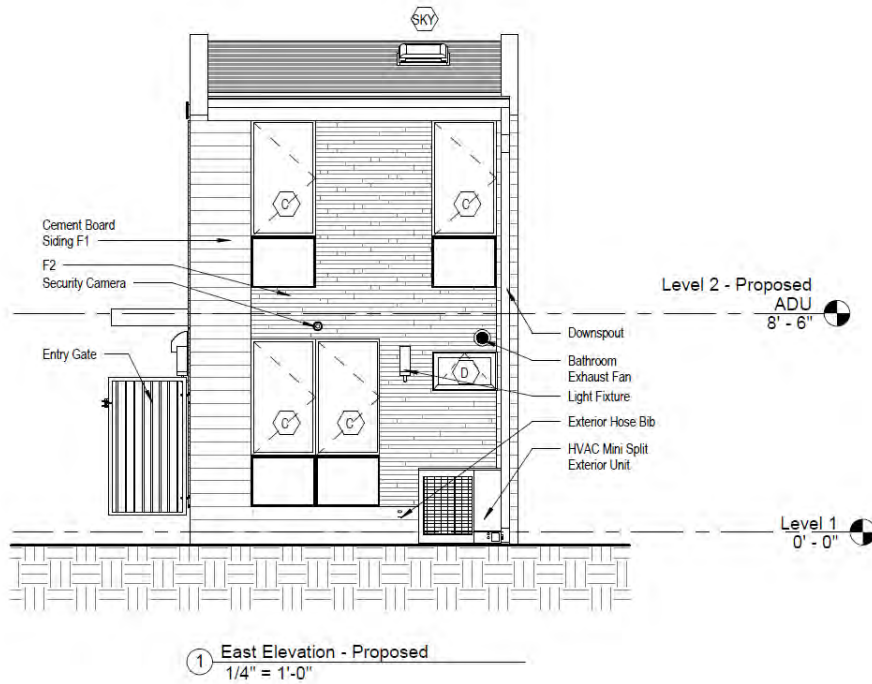 SKY
C
C
Cement Board
Siding F1
F2
Security Camera
Level 2 - Proposed
ADU
8' - 6"
Downspout
Entry Gate
Bathroom
Exhaust Fan
D
Light Fixture
C
C
Exterior Hose Bib
HVAC Mini Split
Exterior Unit
Level 1
0' - 0"
1
East Elevation - Proposed
1/4" = 1'-0"